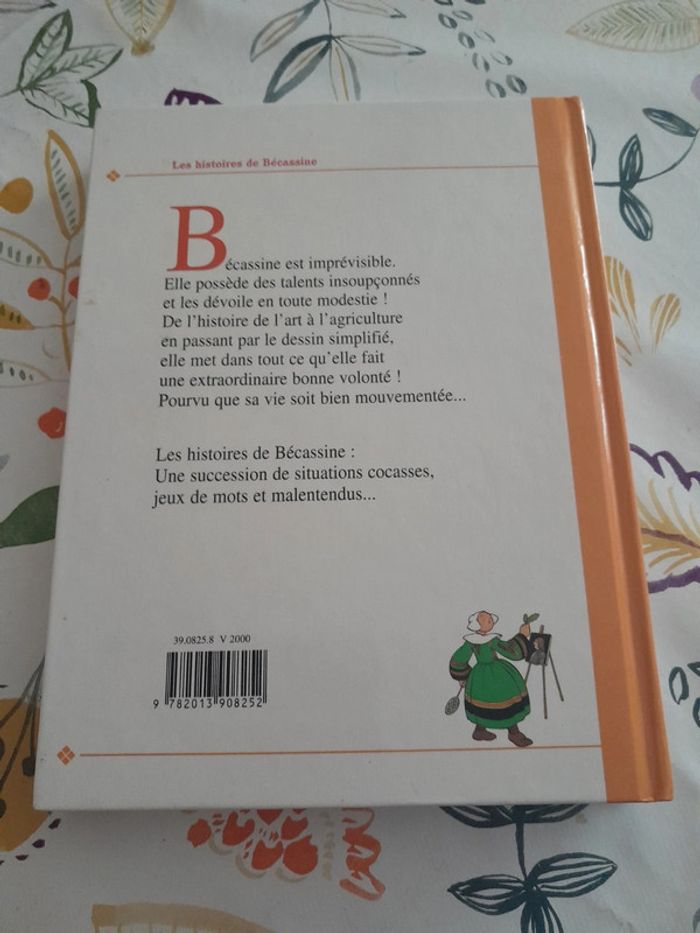 Les histoires de Bécassine
Bécassine est imprévisible.
Elle possède des talents insoupçonnés
et les dévoile en toute modestie !
De l'histoire de l'art à l'agriculture
en passant par le dessin simplifié,
elle met dans tout ce qu'elle fait
une extraordinaire bonne volonté !
Pourvu que sa vie soit bien mouvementée...
Les histoires de Bécassine :
Une succession de situations cocasses,
jeux de mots et malentendus...
39.0825.8 V 2000
9 782013 908252